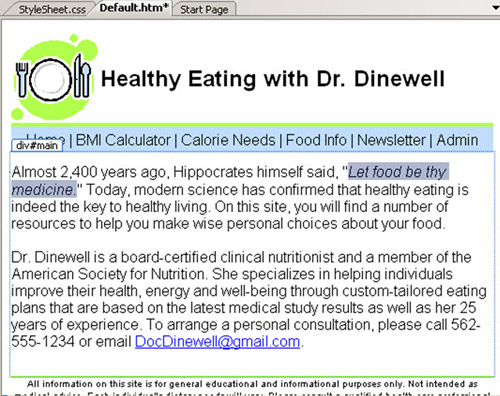 StyleSheet.css Default.htm* Start Page
Healthy Eating with Dr. Dinewell
Home | BMI Calculator | Calorie Needs | Food Info | Newsletter | Admin
div#main
Almost 2,400 years ago, Hippocrates himself said, "Let food be thy
medicine." Today, modern science has confirmed that healthy eating is
indeed the key to healthy living. On this site, you will find a number of
resources to help you make wise personal choices about your food.
Dr. Dinewell is a board-certified clinical nutritionist and a member of the
American Society for Nutrition. She specializes in helping individuals
improve their health, energy and well-being through custom-tailored eating
plans that are based on the latest medical study results as well as her 25
years of experience. To arrange a personal consultation, please call 562-
555-1234 or email DocDinewell@gmail.com.
All information on this site is for general educational and informational purposes only. Not intended as
medical advice. Each individual's dietary needs will vary. Please consult a qualified health care professional